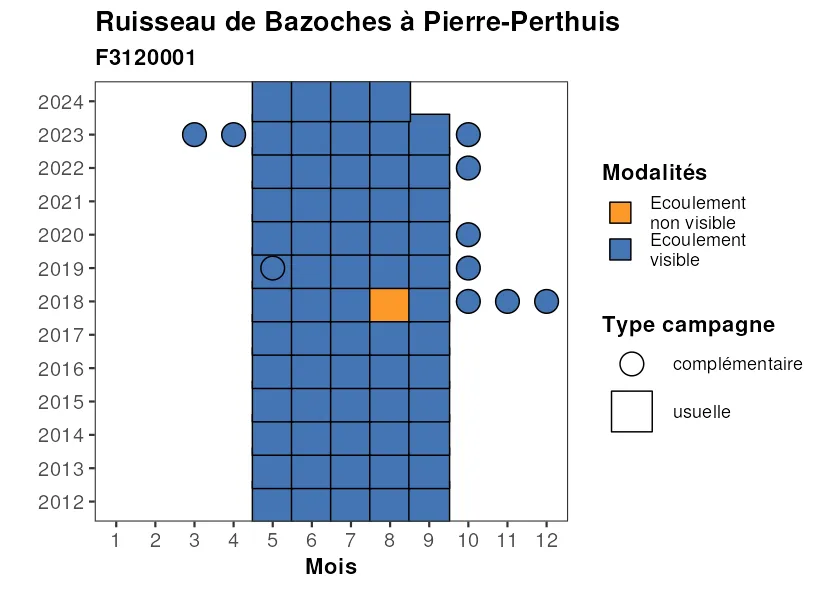 Ruisseau de Bazoches à Pierre-Perthuis
F3120001
2024
2023
2022
2021
2020
2019
2018
2017
2016
2015
2014
2013
2012
1 2 3 4 5 6 7 8 9 10 11 12
Mois
Modalités
Ecoulement
non visible
Ecoulement
visible
Type campagne
complémentaire
usuelle